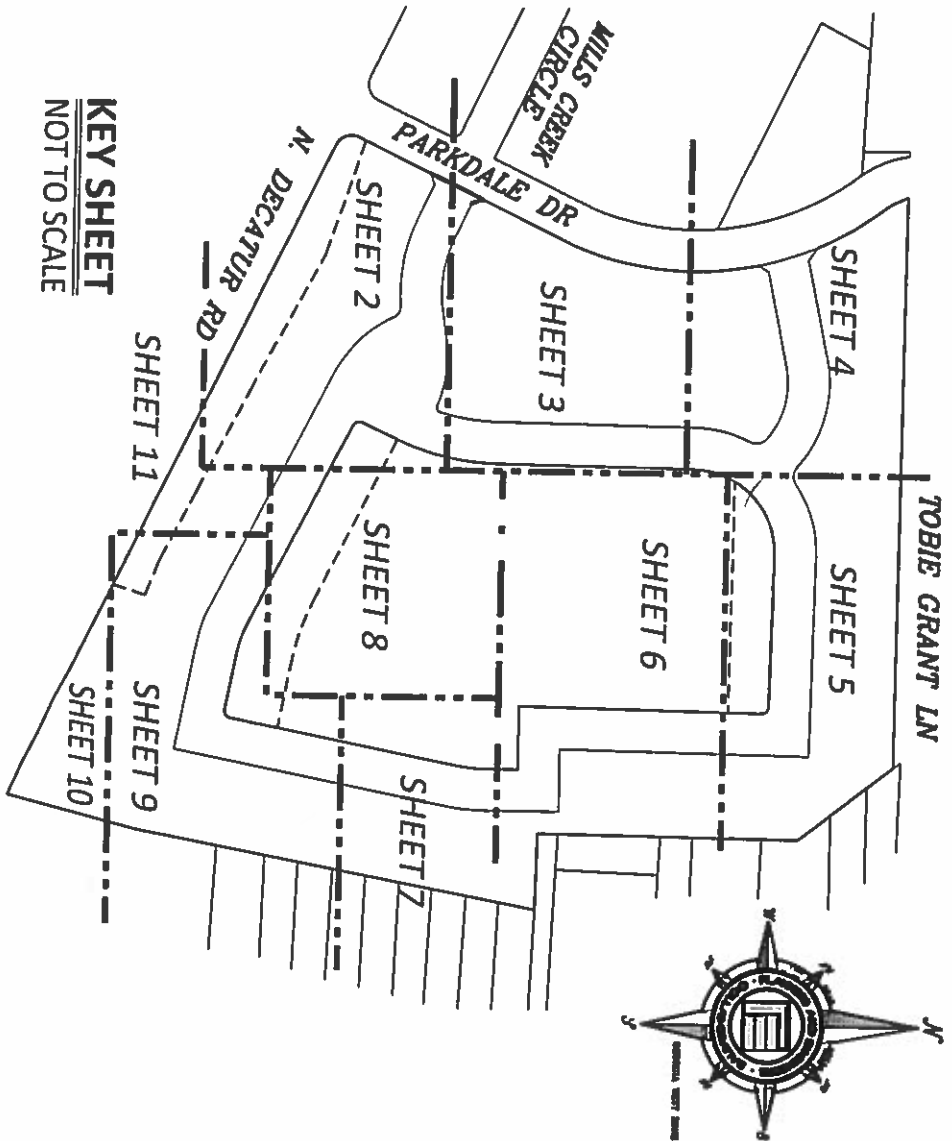 TOBIE GRANT LN
SHEET 4
SHEET 5
MILLS CREEK
CIRCLE
PARKDALE DR
SHEET 3
SHEET 6
SHEET 2
SHEET 8
SHEET 7
N. DECATUR RD
SHEET 11
SHEET 9
SHEET 10
KEY SHEET
NOT TO SCALE
N
W
S